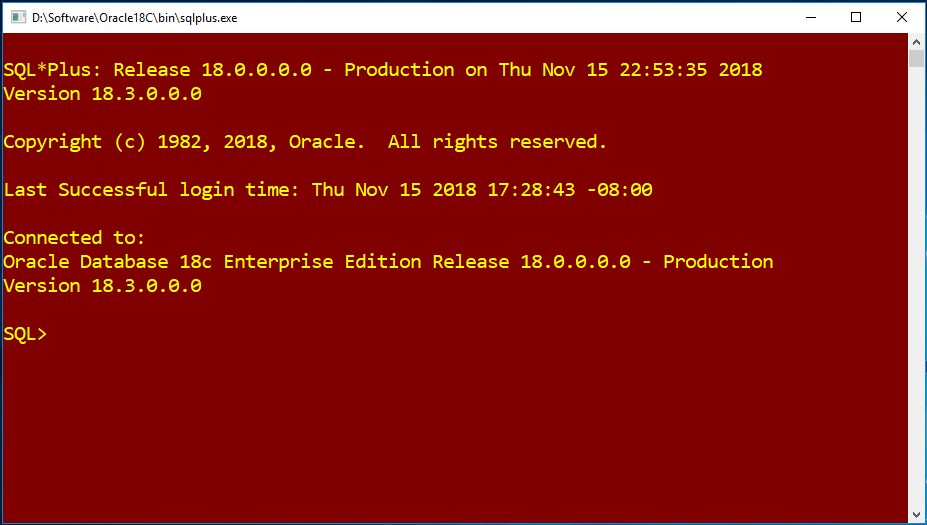 D:\Software\Oracle18C\bin\sqlplus.exe
SQL*Plus: Release 18.0.0.0.0 - Production on Thu Nov 15 22:53:35 2018
Version 18.3.0.0.0
Copyright (c) 1982, 2018, Oracle.  All rights reserved.
Last Successful login time: Thu Nov 15 2018 17:28:43 -08:00
Connected to:
Oracle Database 18c Enterprise Edition Release 18.0.0.0.0 - Production
Version 18.3.0.0.0
SQL>